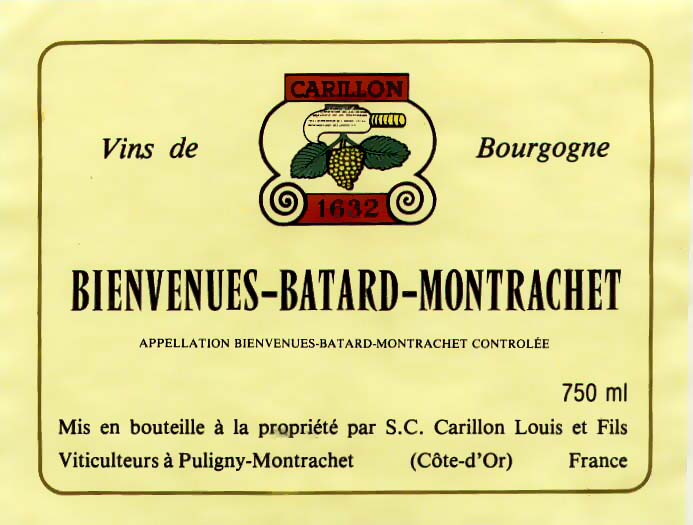 CARILLON
Vins de Bourgogne
1632
BIENVENUES-BATARD-MONTRACHET
APPELLATION BIENVENUES-BATARD-MONTRACHET CONTROLÉE
750 ml
Mis en bouteille à la propriété par S.C. Carillon Louis et Fils
Viticulteurs à Puligny-Montrachet (Côte-d'Or) France